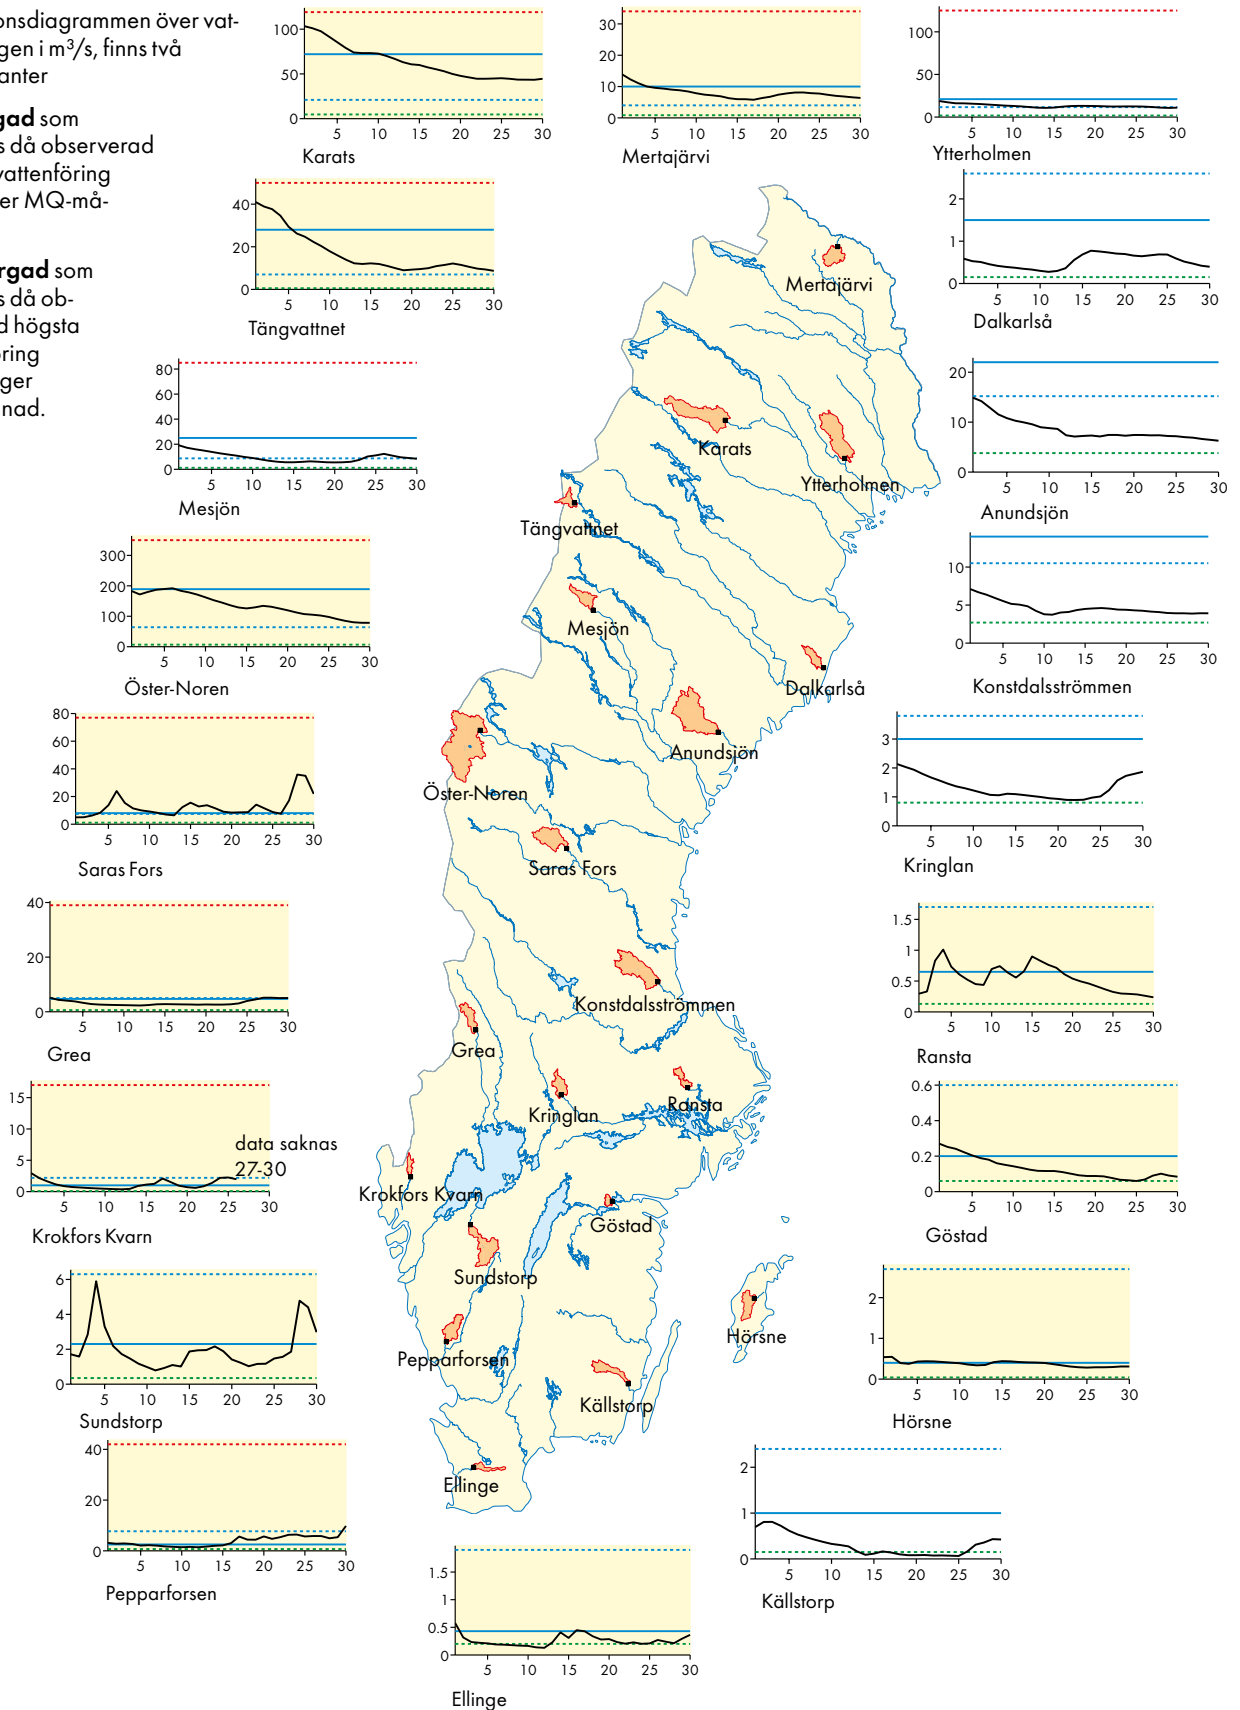 onsdiagrammen över vat-
gen i m³/s, finns två
anter
gad som
s då observerad
vattenföring
er MQ-må-
rgad som
s då ob-
d högsta
öring
ger
nad.
100
50
0
5 10 15 20 25 30
Karats
30
20
10
0
5 10 15 20 25 30
Mertajärvi
100
50
0
5 10 15 20 25 30
Ytterholmen
40
20
0
5 10 15 20 25 30
Tängvattnet
2
1
0
5 10 15 20 25 30
Dalkarlså
80
60
40
20
0
5 10 15 20 25 30
Mesjön
20
10
0
5 10 15 20 25 30
Anundsjön
300
200
100
0
5 10 15 20 25 30
Öster-Noren
10
5
0
5 10 15 20 25 30
Konstdalsströmmen
80
60
40
20
0
5 10 15 20 25 30
Saras Fors
3
2
1
0
5 10 15 20 25 30
Kringlan
40
20
0
5 10 15 20 25 30
Grea
1.5
1
0.5
0
5 10 15 20 25 30
Ransta
15
10
5
0
data saknas
27-30
5 10 15 20 25 30
Krokfors Kvarn
0.6
0.4
0.2
0
5 10 15 20 25 30
Göstad
6
4
2
0
5 10 15 20 25 30
Sundstorp
2
1
0
5 10 15 20 25 30
Hörsne
40
20
0
5 10 15 20 25 30
Pepparforsen
2
1
0
5 10 15 20 25 30
Källstorp
1.5
1
0.5
0
5 10 15 20 25 30
Ellinge
Mertajärvi
Karats
Ytterholmen
Tängvattnet
Mesjön
Dalkarlså
Anundsjön
Öster-Noren
Saras Fors
Konstdalsströmmen
Grea
Kringlan
Ransta
Krokfors Kvarn
Göstad
Sundstorp
Hörsne
Pepparforsen
Källstorp
Ellinge